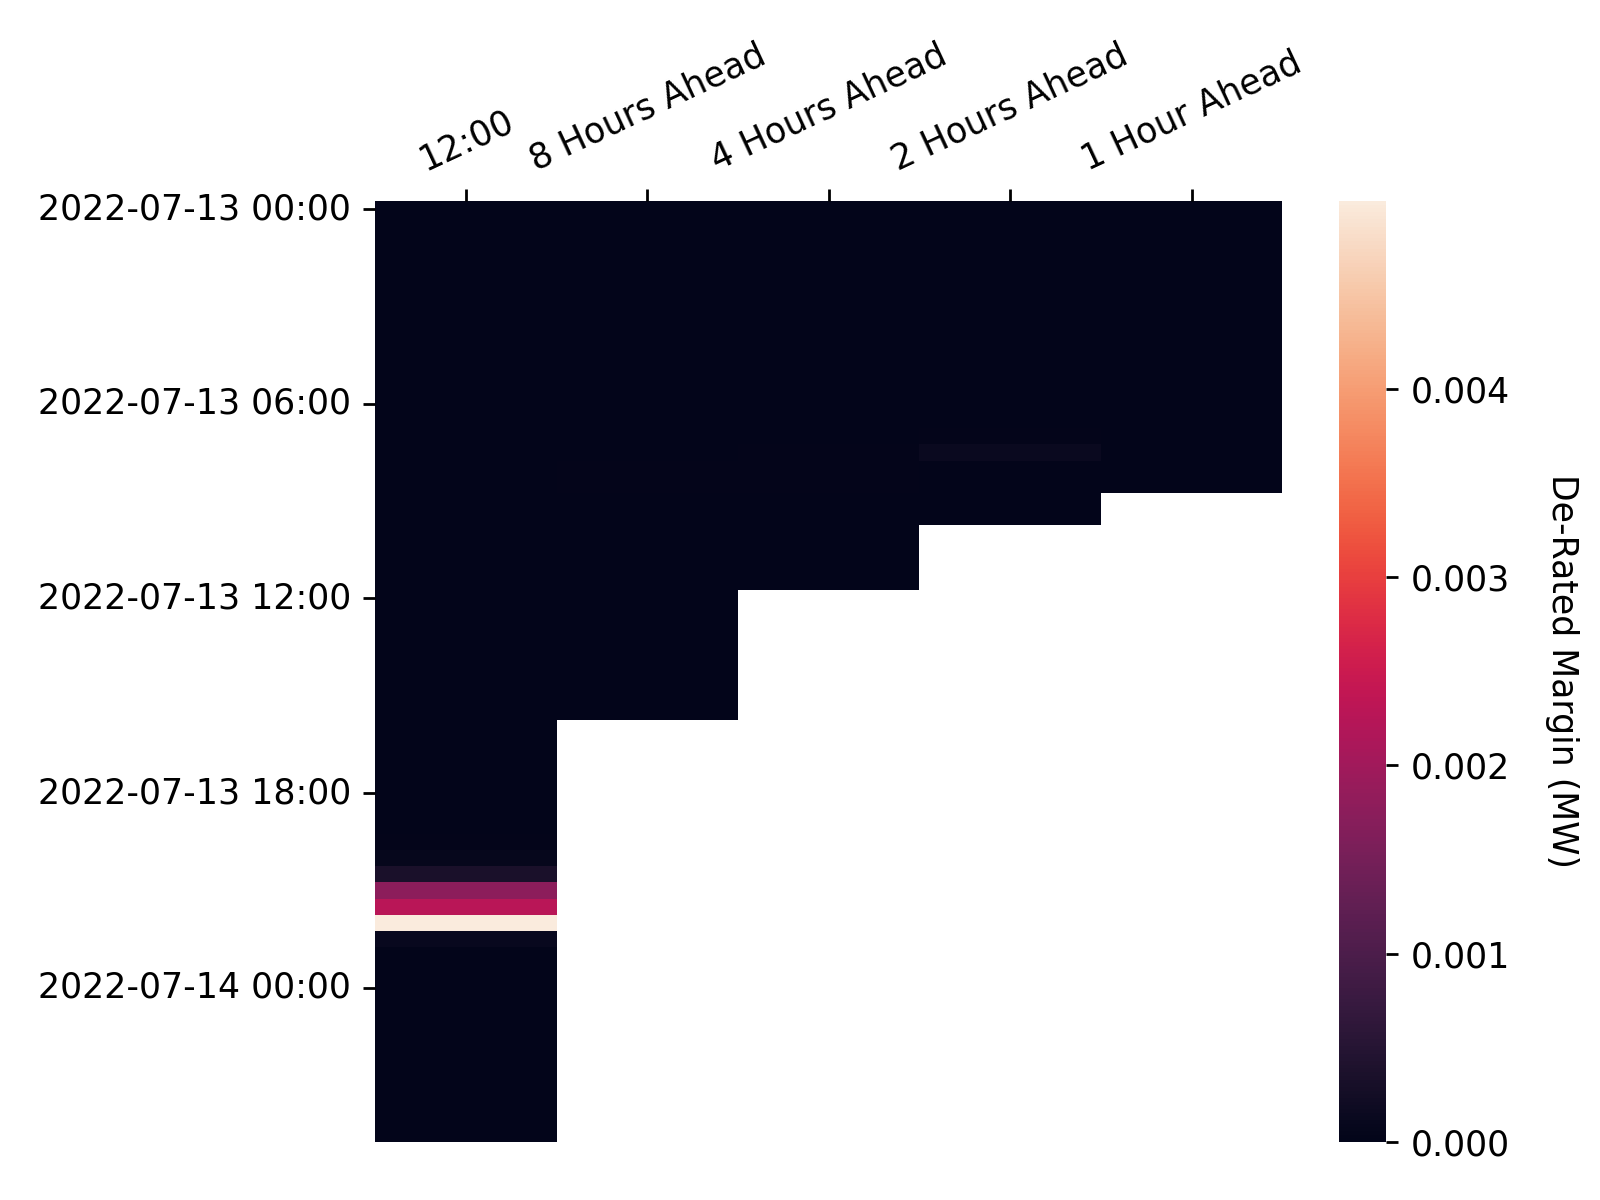 12:00
8 Hours Ahead
4 Hours Ahead
2 Hours Ahead
1 Hour Ahead
2022-07-13 00:00
2022-07-13 06:00
2022-07-13 12:00
2022-07-13 18:00
2022-07-14 00:00
0.004
0.003
0.002
0.001
0.000
De-Rated Margin (MW)